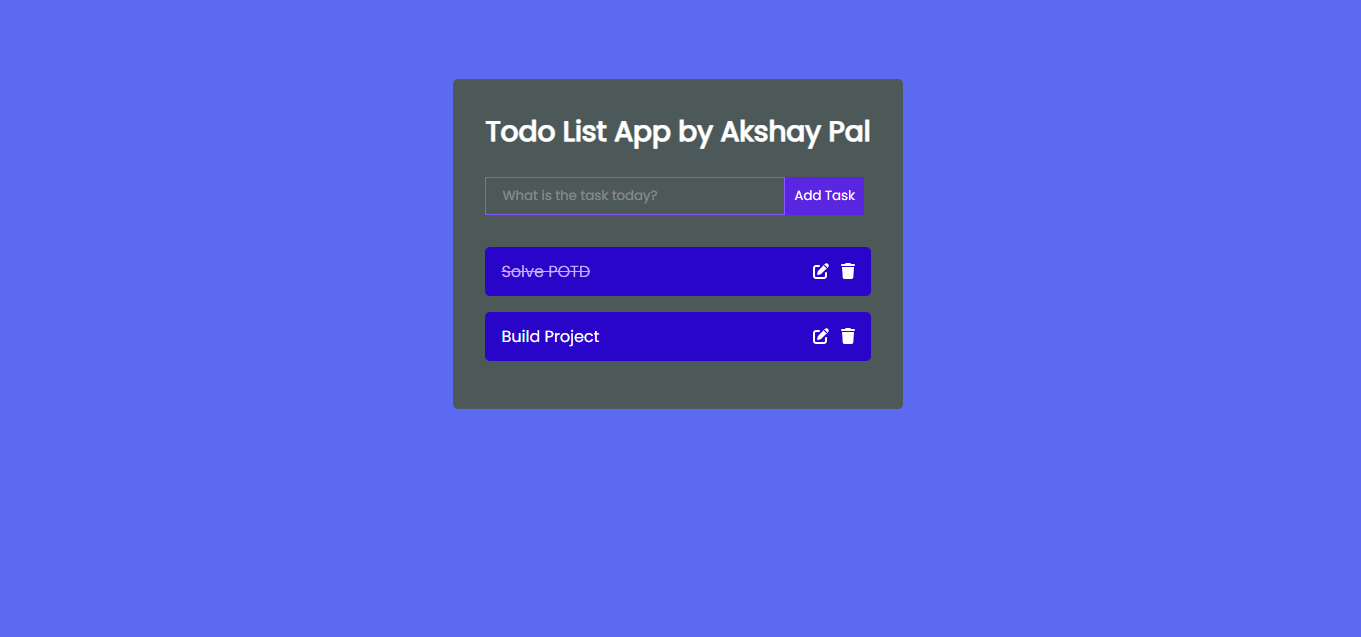 Todo List App by Akshay Pal
What is the task today?
Add Task
Solve POTD
Build Project